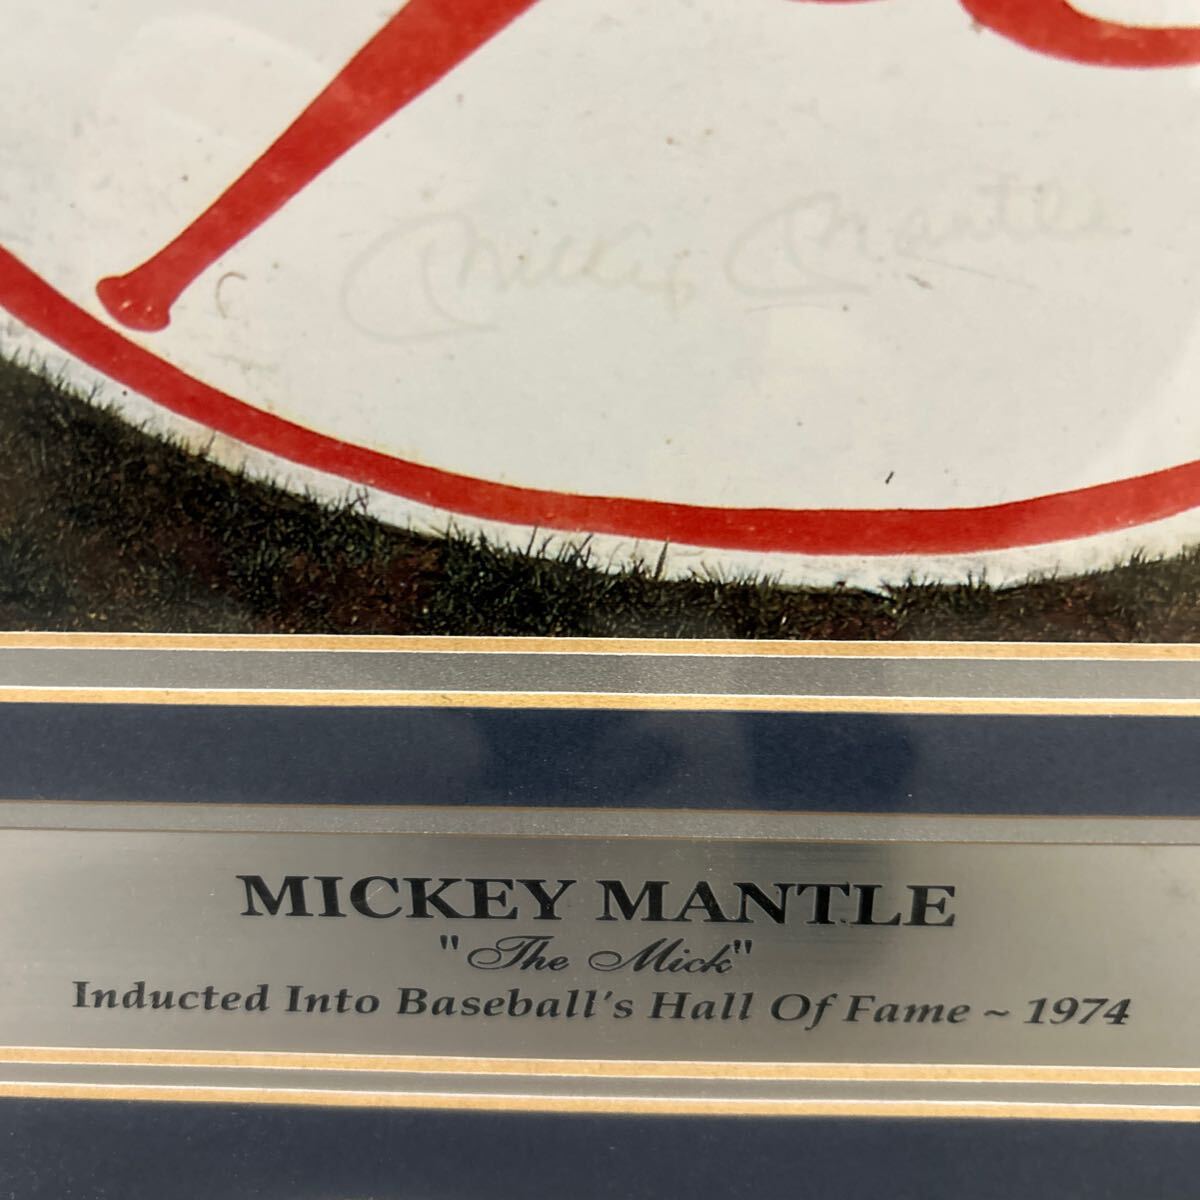 Mickey Mantle
MICKEY MANTLE
"The Mick"
Inducted Into Baseball's Hall Of Fame ~ 1974